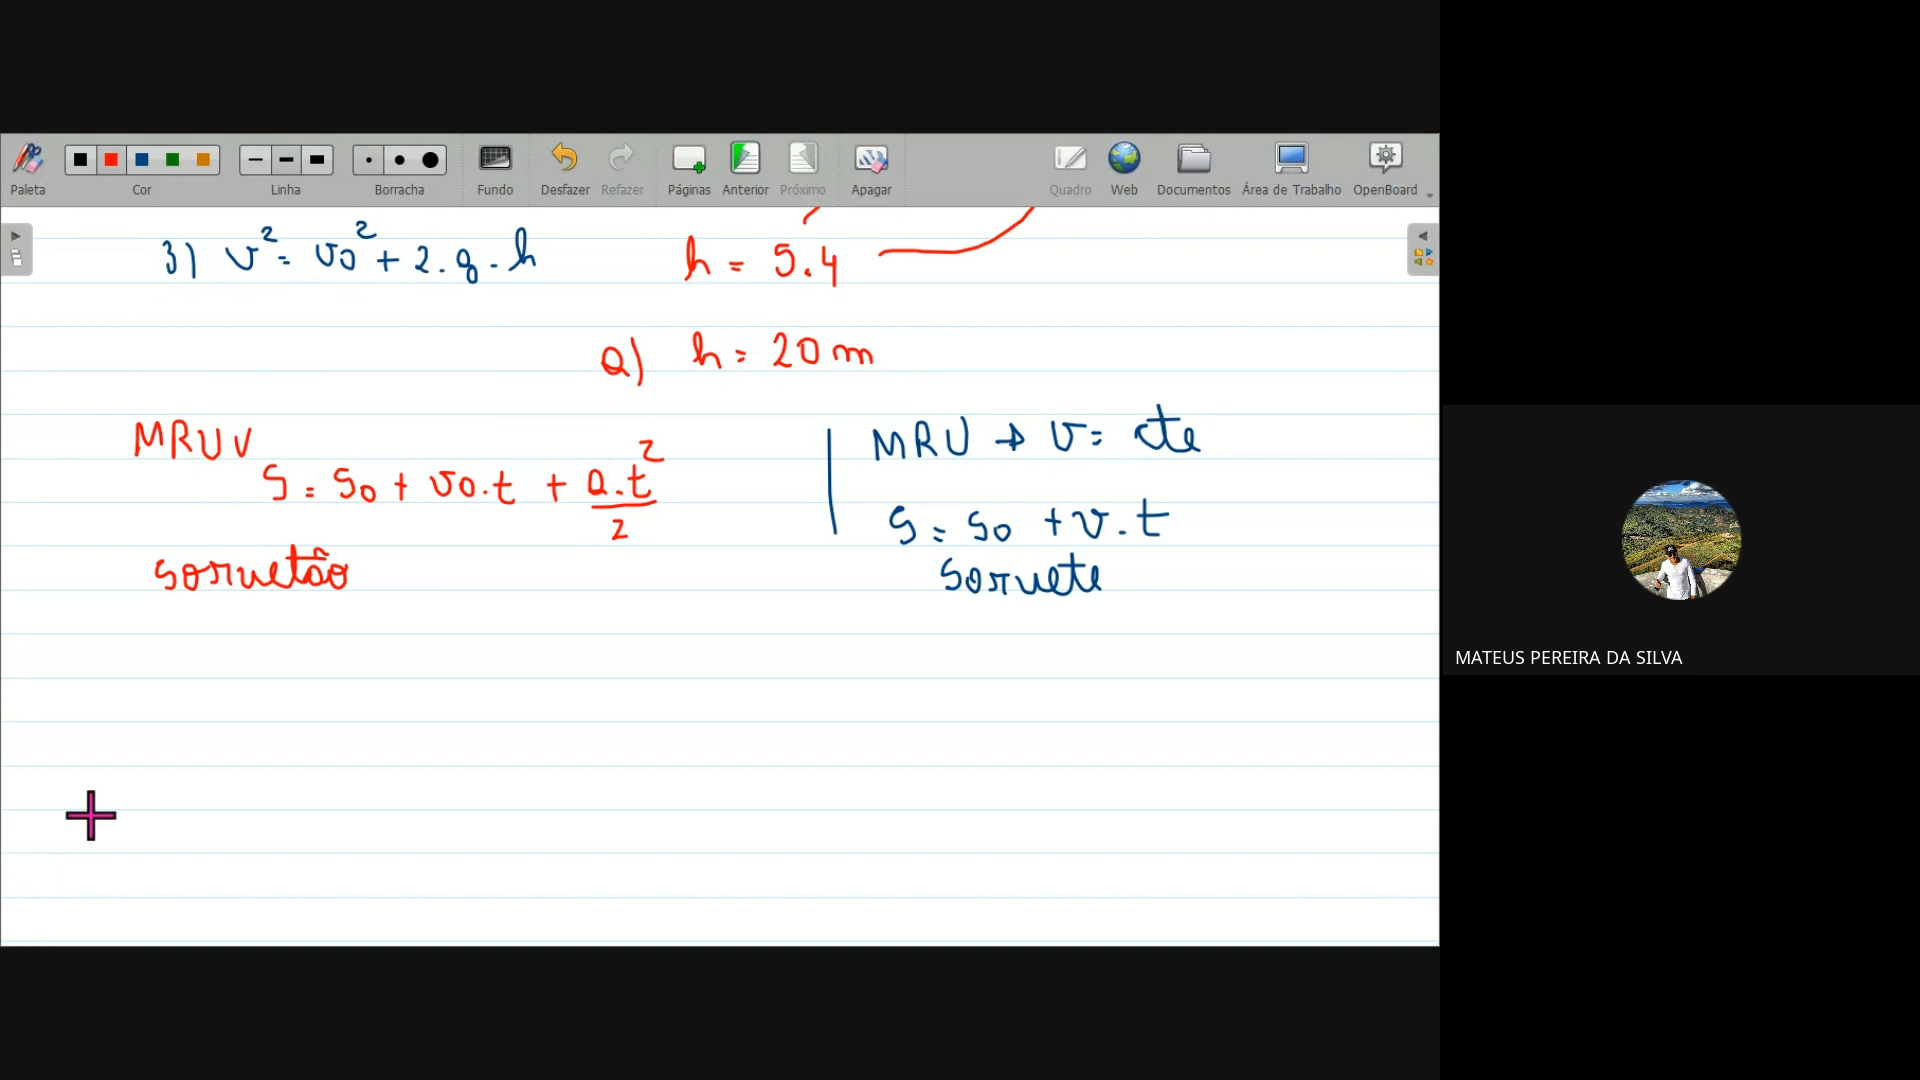 Paleta Cor Linha Borracha Fundo Desfazer Refazer Páginas Anterior Próximo Apagar Quadro Web Documentos Área de Trabalho OpenBoard
3) v² = v0² + 2.g.h
h = 5.4
a) h = 20 m
MRUV
S = S0 + v0.t + a.t²/2
sorvetão
MRU → v = cte
S = S0 + v.t
sorvete
MATEUS PEREIRA DA SILVA